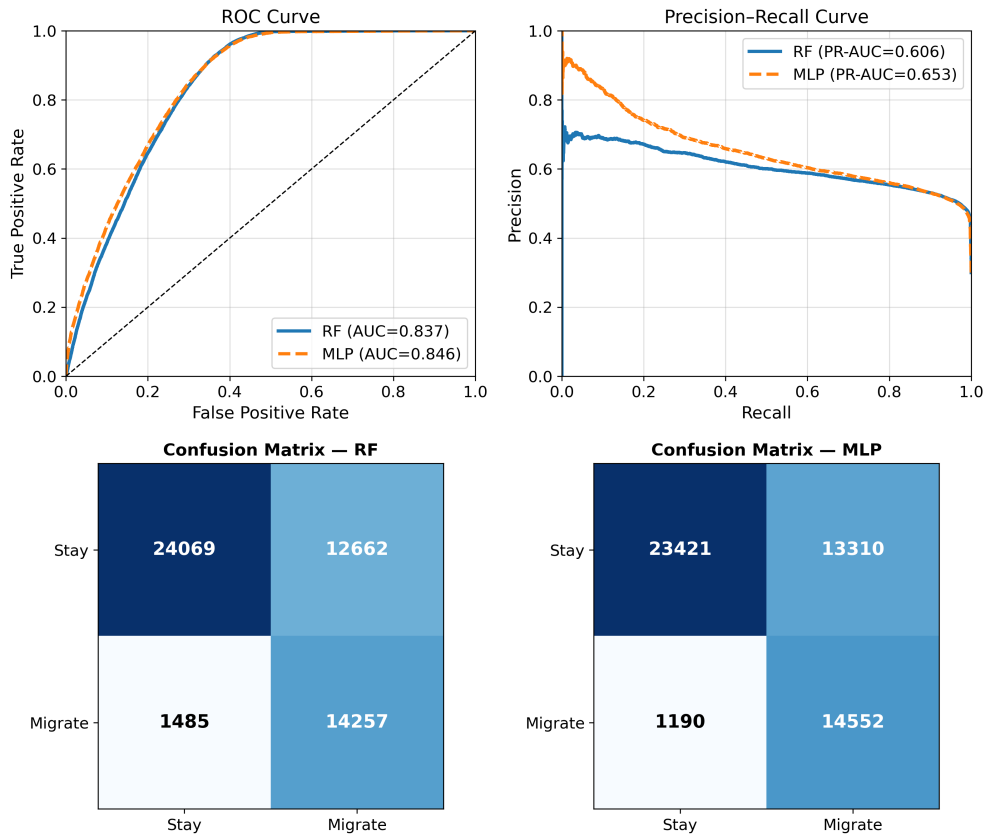 ROC Curve
1.0
0.8
0.6
0.4
0.2
0.0
True Positive Rate
RF (AUC=0.837)
MLP (AUC=0.846)
0.0 0.2 0.4 0.6 0.8 1.0
False Positive Rate
Precision–Recall Curve
1.0
0.8
0.6
0.4
0.2
0.0
Precision
RF (PR-AUC=0.606)
MLP (PR-AUC=0.653)
0.0 0.2 0.4 0.6 0.8 1.0
Recall
Confusion Matrix — RF
Stay 24069 12662
Migrate 1485 14257
Stay Migrate
Confusion Matrix — MLP
Stay 23421 13310
Migrate 1190 14552
Stay Migrate